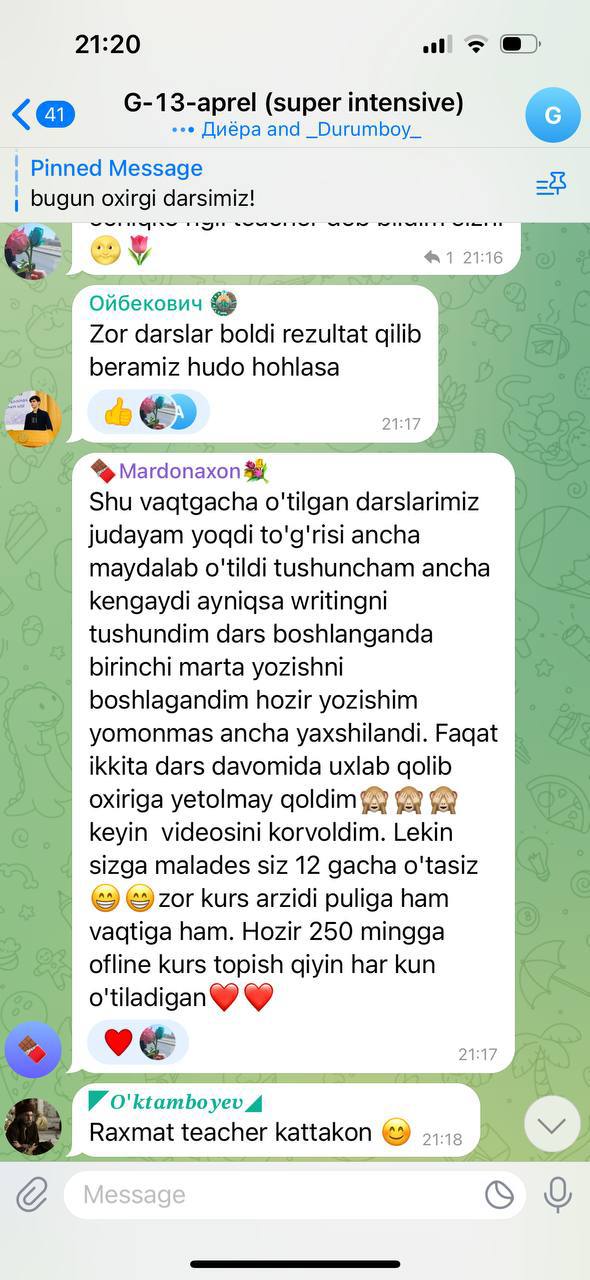 21:20
41
G-13-aprel (super intensive)
Диёра and _Durumboy_
G
Pinned Message
bugun oxirgi darsimiz!
1 21:16
Ойбекович
Zor darslar boldi rezultat qilib
beramiz hudo hohlasa
21:17
🍫Mardonaxon💐
Shu vaqtgacha o'tilgan darslarimiz
judayam yoqdi to'g'risi ancha
maydalab o'tildi tushuncham ancha
kengaydi ayniqsa writingni
tushundim dars boshlanganda
birinchi marta yozishni
boshlagandim hozir yozishim
yomonmas ancha yaxshilandi. Faqat
ikkita dars davomida uxlab qolib
oxiriga yetolmay qoldim🙈🙈🙈
keyin  videosini korvoldim. Lekin
sizga malades siz 12 gacha o'tasiz
😁😁zor kurs arzidi puliga ham
vaqtiga ham. Hozir 250 mingga
ofline kurs topish qiyin har kun
o'tiladigan❤️❤️
21:17
◤O'ktamboyev◢
Raxmat teacher kattakon 😊 21:18
Message